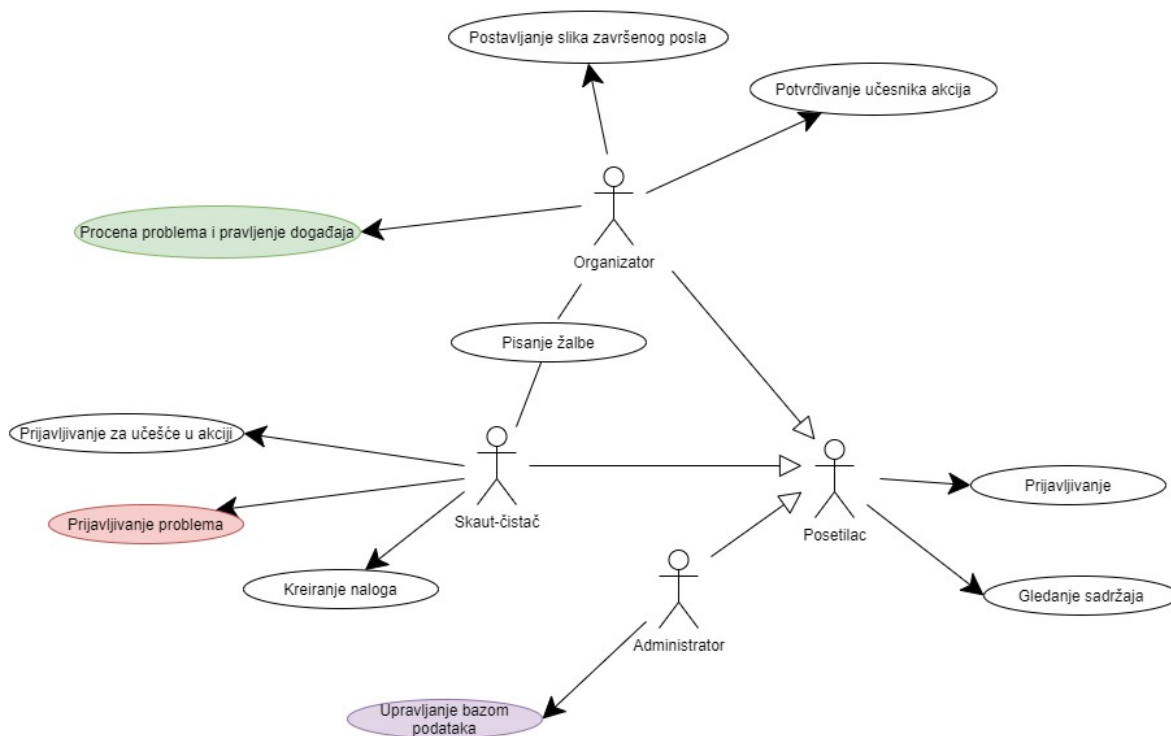 Postavljanje slika završenog posla
Potvrđivanje učesnika akcija
Procena problema i pravljenje događaja
Organizator
Pisanje žalbe
Prijavljivanje za učešće u akciji
Prijavljivanje problema
Skaut-čistač
Kreiranje naloga
Posetilac
Prijavljivanje
Gledanje sadržaja
Administrator
Upravljanje bazom
podataka